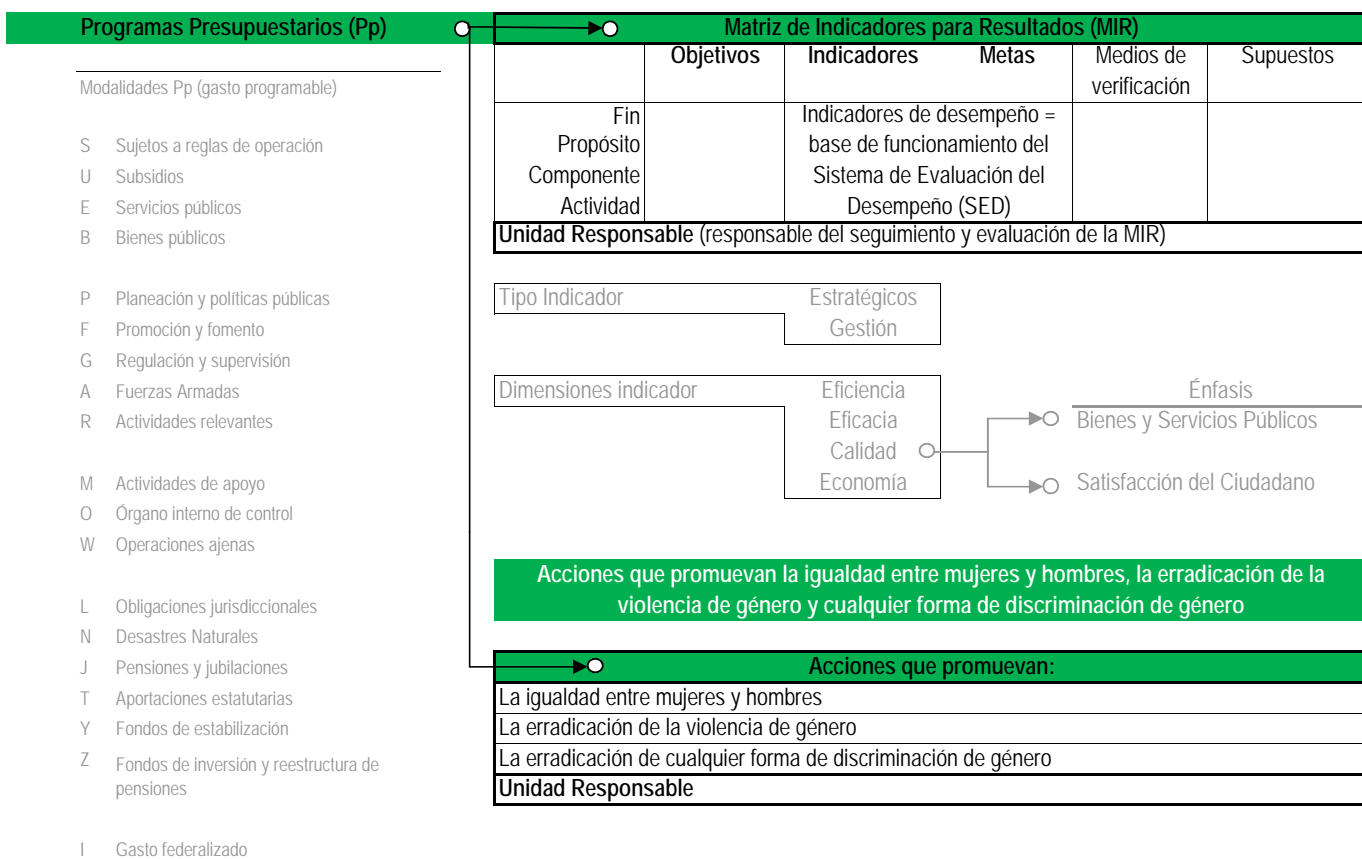 Programas Presupuestarios (Pp)
Modalidades Pp (gasto programable)
S Sujetos a reglas de operación
U Subsidios
E Servicios públicos
B Bienes públicos
P Planeación y políticas públicas
F Promoción y fomento
G Regulación y supervisión
A Fuerzas Armadas
R Actividades relevantes
M Actividades de apoyo
O Órgano interno de control
W Operaciones ajenas
L Obligaciones jurisdiccionales
N Desastres Naturales
J Pensiones y jubilaciones
T Aportaciones estatutarias
Y Fondos de estabilización
Z Fondos de inversión y reestructura de
pensiones
I Gasto federalizado
Matriz de Indicadores para Resultados (MIR)
Objetivos Indicadores Metas Medios de Supuestos
verificación
Fin Indicadores de desempeño =
Propósito base de funcionamiento del
Componente Sistema de Evaluación del
Actividad Desempeño (SED)
Unidad Responsable (responsable del seguimiento y evaluación de la MIR)
Tipo Indicador Estratégicos
Gestión
Dimensiones indicador Eficiencia Énfasis
Eficacia Bienes y Servicios Públicos
Calidad
Economía Satisfacción del Ciudadano
Acciones que promuevan la igualdad entre mujeres y hombres, la erradicación de la
violencia de género y cualquier forma de discriminación de género
Acciones que promuevan:
La igualdad entre mujeres y hombres
La erradicación de la violencia de género
La erradicación de cualquier forma de discriminación de género
Unidad Responsable